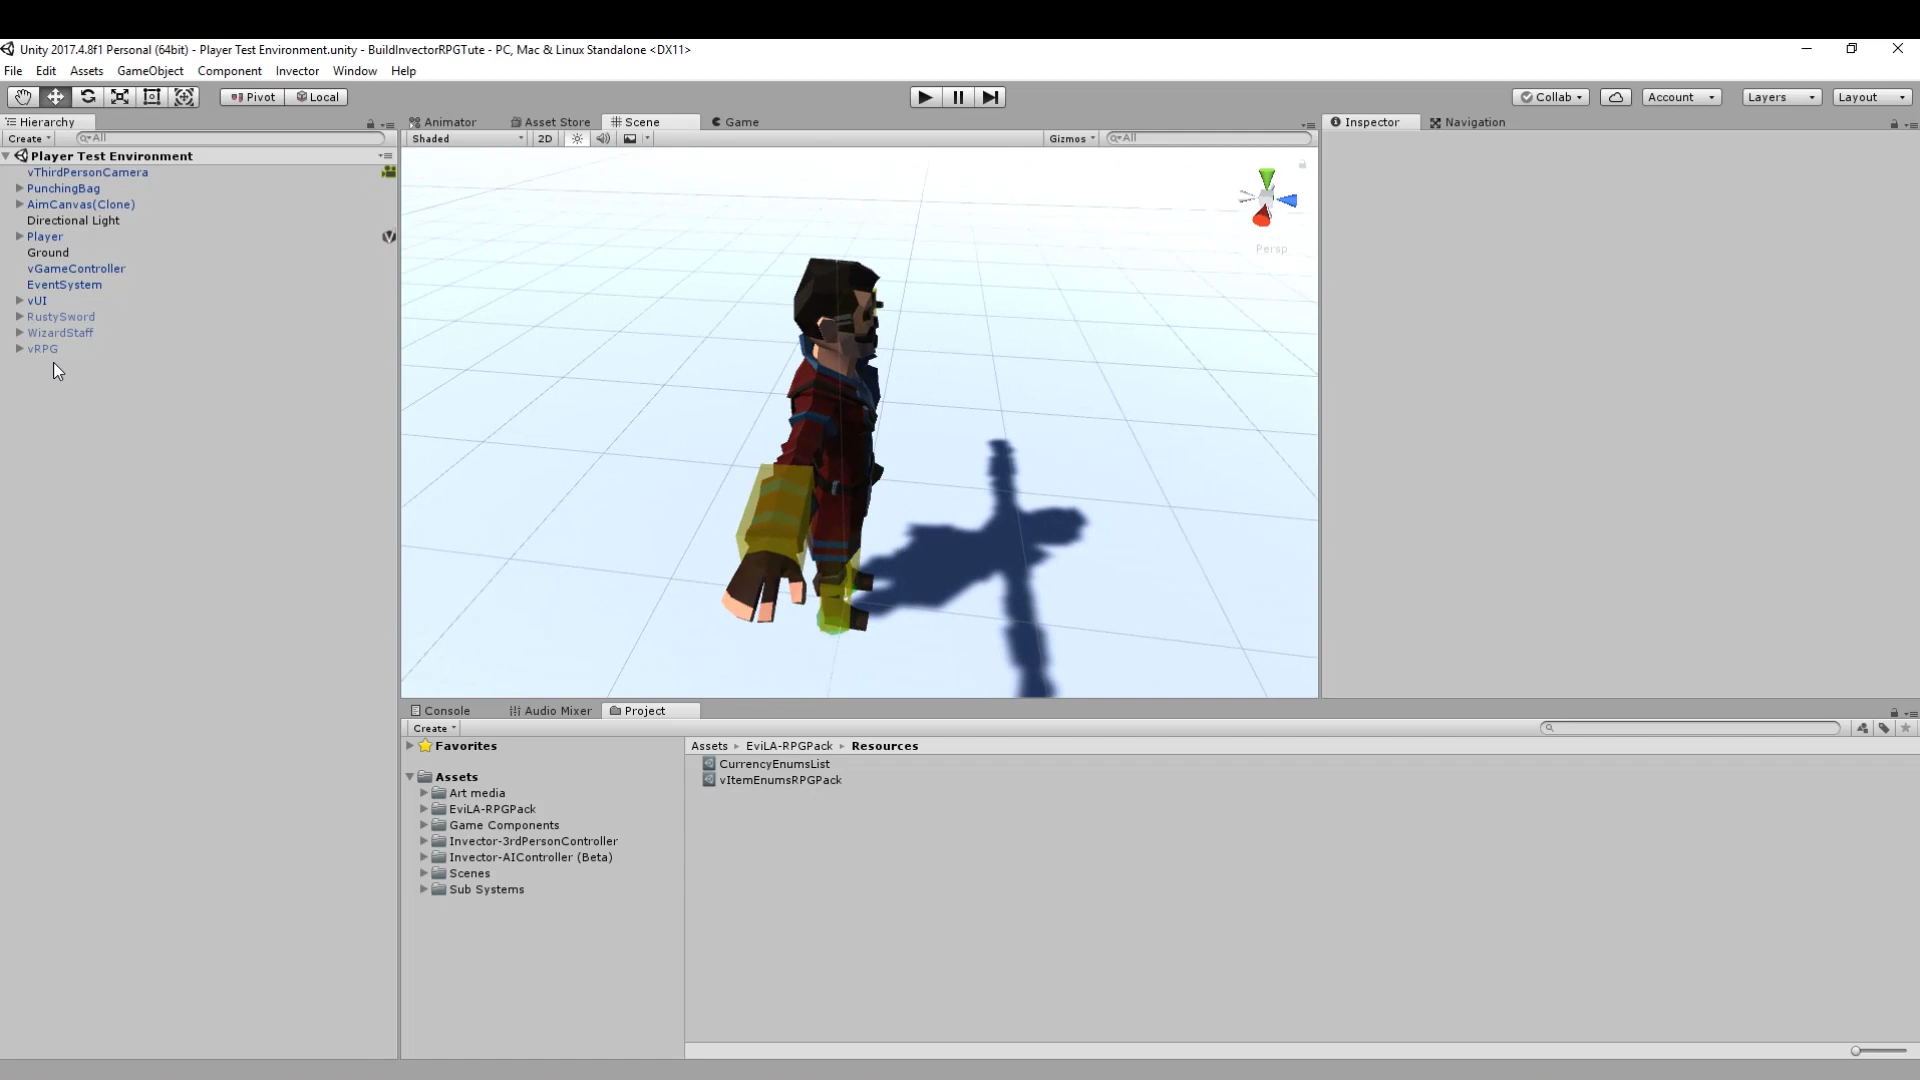 Unity 2017.4.8f1 Personal (64bit) - Player Test Environment.unity - BuildInvectorRPGTute - PC, Mac & Linux Standalone <DX11>
File Edit Assets GameObject Component Invector Window Help
Pivot Local Collab Account Layers Layout
Hierarchy
Create All
Player Test Environment
vThirdPersonCamera
PunchingBag
AimCanvas(Clone)
Directional Light
Player
Ground
vGameController
EventSystem
vUI
RustySword
WizardStaff
vRPG
Animator Asset Store Scene Game
Shaded 2D Gizmos All
Persp
Inspector Navigation
Console Audio Mixer Project
Create
Favorites
Assets
Art media
EviLA-RPGPack
Game Components
Invector-3rdPersonController
Invector-AIController (Beta)
Scenes
Sub Systems
Assets EviLA-RPGPack Resources
CurrencyEnumsList
vItemEnumsRPGPack